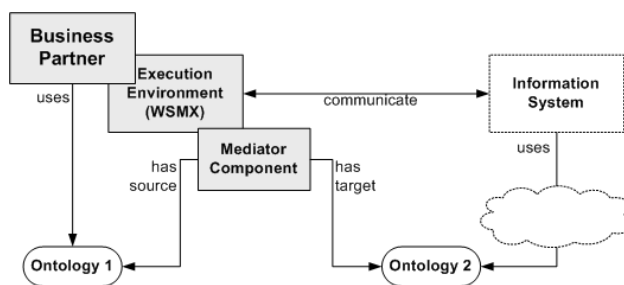 Business
Partner
Execution
Environment
(WSMX)
communicate
Information
System
uses
uses
Mediator
Component
has
source
has
target
Ontology 1
Ontology 2